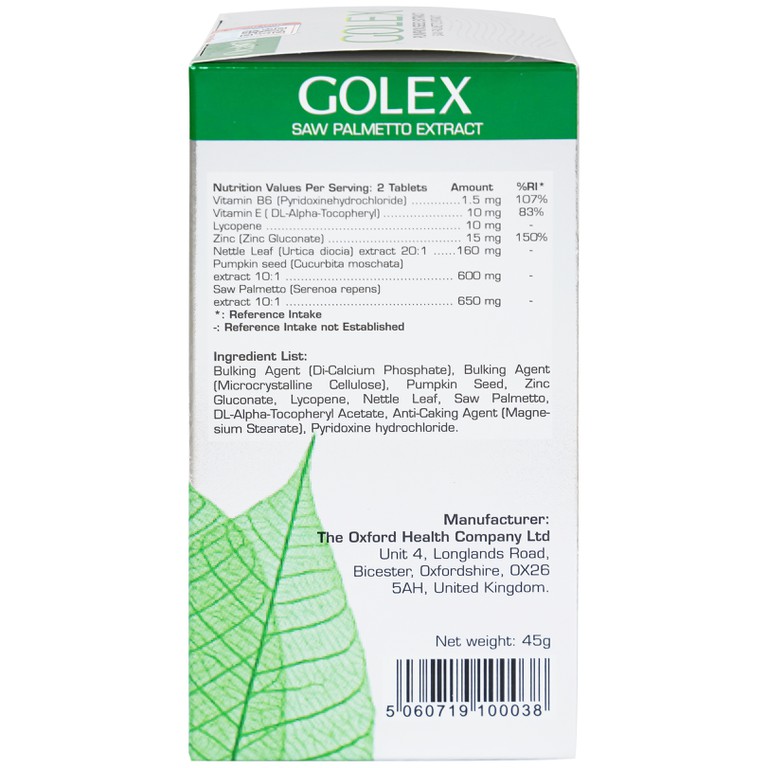 GOLEX
GOLEX
SAW PALMETTO EXTRACT
Nutrition Values Per Serving: 2 Tablets Amount %RI*
Vitamin B6 (Pyridoxinehydrochloride) ............1.5 mg 107%
Vitamin E ( DL-Alpha-Tocopheryl) .................... 10 mg 83%
Lycopene .................................................. 10 mg -
Zinc (Zinc Gluconate) ................................... 15 mg 150%
Nettle Leaf (Urtica diocia) extract 20:1 ......160 mg -
Pumpkin seed (Cucurbita moschata)
extract 10:1 ........................................... 600 mg -
Saw Palmetto (Serenoa repens)
extract 10:1 ........................................... 650 mg -
*: Reference Intake
-: Reference Intake not Established
Ingredient List:
Bulking Agent (Di-Calcium Phosphate), Bulking Agent
(Microcrystalline Cellulose), Pumpkin Seed, Zinc
Gluconate, Lycopene, Nettle Leaf, Saw Palmetto,
DL-Alpha-Tocopheryl Acetate, Anti-Caking Agent (Magne-
sium Stearate), Pyridoxine hydrochloride.
Manufacturer:
The Oxford Health Company Ltd
Unit 4, Longlands Road,
Bicester, Oxfordshire, OX26
5AH, United Kingdom.
Net weight: 45g
5 060719 100038